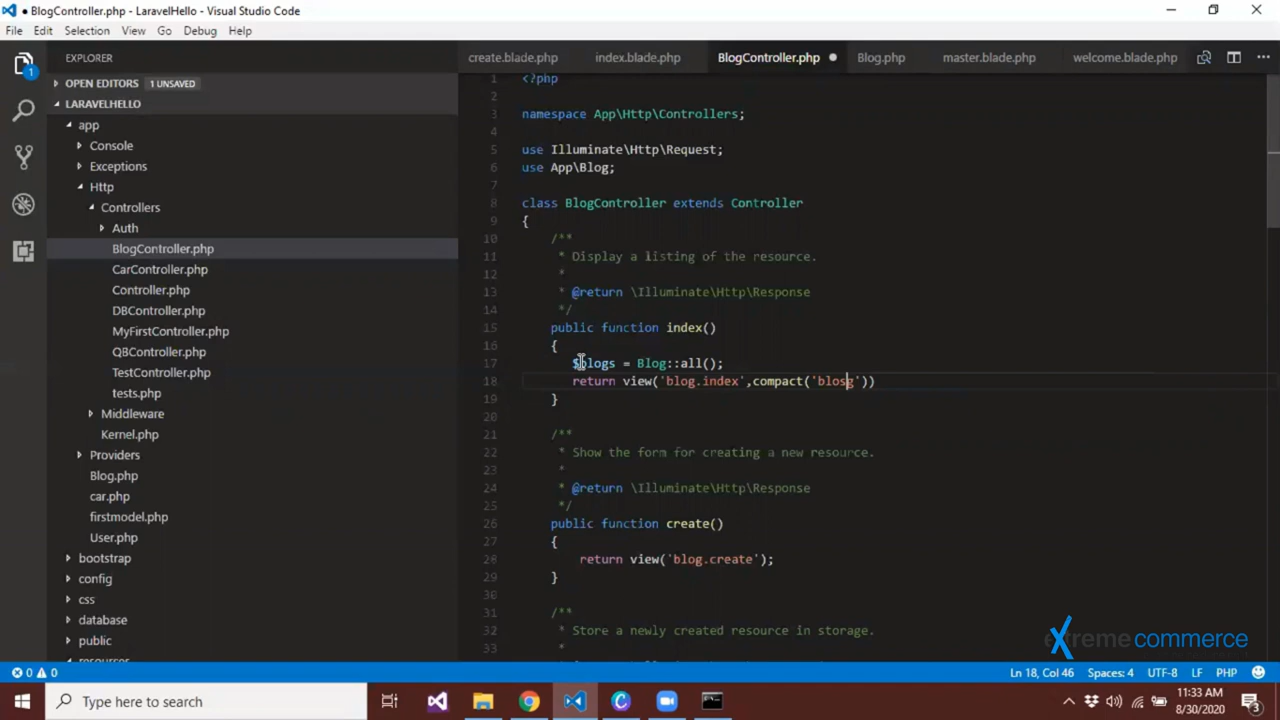 ● BlogController.php - LaravelHello - Visual Studio Code
File Edit Selection View Go Debug Help
EXPLORER
create.blade.php index.blade.php BlogController.php ● Blog.php master.blade.php welcome.blade.php ...
1
OPEN EDITORS 1 UNSAVED
LARAVELHELLO
app
Console
Exceptions
Http
Controllers
Auth
BlogController.php
CarController.php
Controller.php
DBController.php
MyFirstController.php
QBController.php
TestController.php
tests.php
Middleware
Kernel.php
Providers
Blog.php
car.php
firstmodel.php
User.php
bootstrap
config
css
database
public
1 <?php
2
3 namespace App\Http\Controllers;
4
5 use Illuminate\Http\Request;
6 use App\Blog;
7
8 class BlogController extends Controller
9 {
10 /**
11 * Display a listing of the resource.
12 *
13 * @return \Illuminate\Http\Response
14 */
15 public function index()
16 {
17 $blogs = Blog::all();
18 return view('blog.index',compact('blosg'))
19 }
20
21 /**
22 * Show the form for creating a new resource.
23 *
24 * @return \Illuminate\Http\Response
25 */
26 public function create()
27 {
28 return view('blog.create');
29 }
30
31 /**
32 * Store a newly created resource in storage.
33 *
extreme commerce
0 0 Ln 18, Col 46 Spaces: 4 UTF-8 LF PHP
Type here to search
11:33 AM
8/30/2020
3